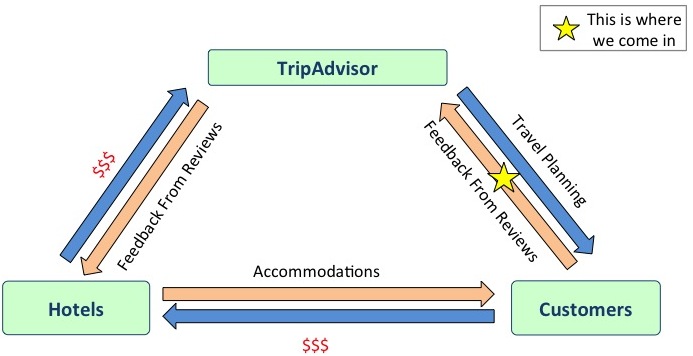 This is where
we come in
TripAdvisor
$$$
Feedback From Reviews
Feedback From Reviews
Travel Planning
Accommodations
Hotels
Customers
$$$